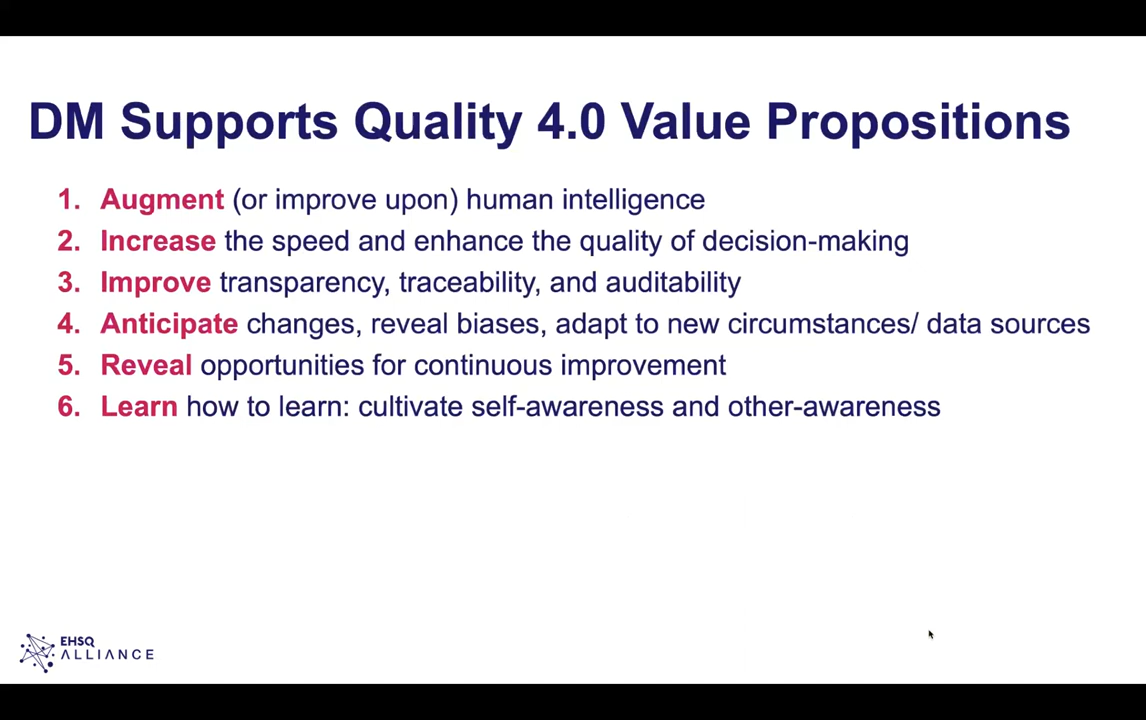 DM Supports Quality 4.0 Value Propositions
1. Augment (or improve upon) human intelligence
2. Increase the speed and enhance the quality of decision-making
3. Improve transparency, traceability, and auditability
4. Anticipate changes, reveal biases, adapt to new circumstances/ data sources
5. Reveal opportunities for continuous improvement
6. Learn how to learn: cultivate self-awareness and other-awareness
EHSQ
ALLIANCE